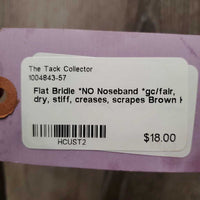 The Tack Collector
1004843-57
Flat Bridle *NO Noseband *gc/fair,
dry, stiff, creases, scrapes Brown H
$18.00
HCUST2